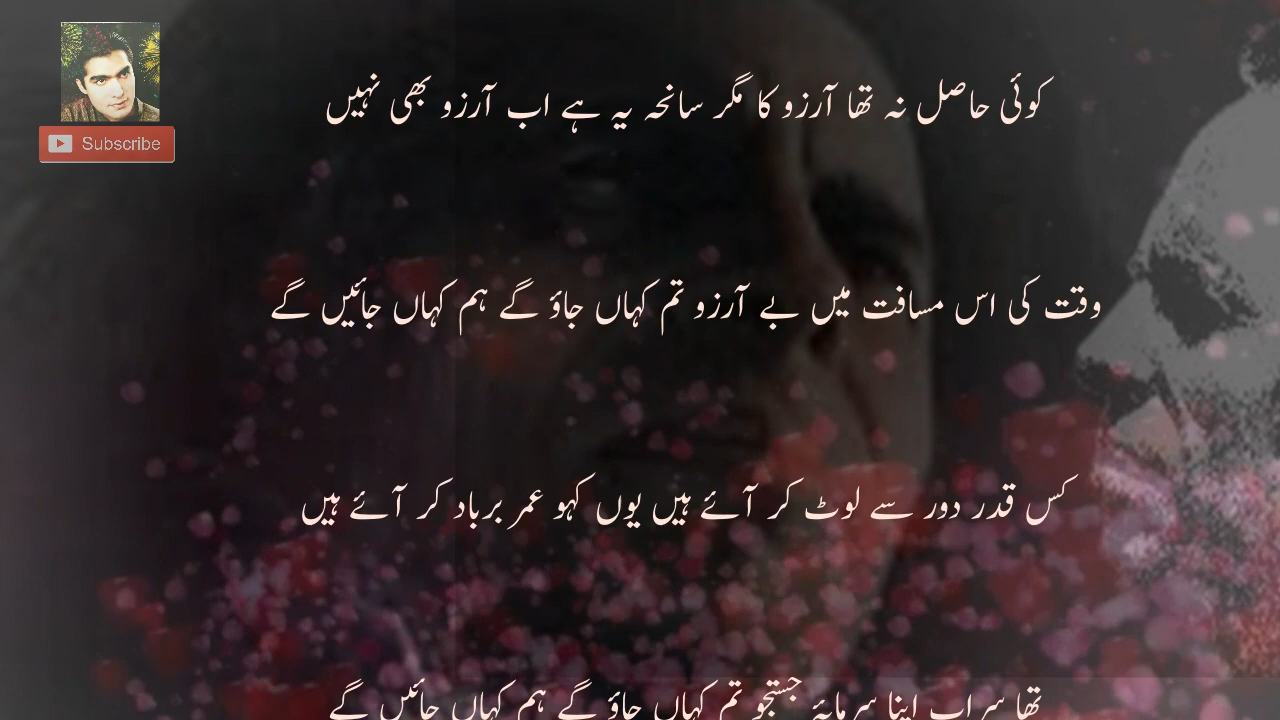 Subscribe
کوئی حاصل نہ تھا آرزو کا مگر سانحہ یہ ہے اب آرزو بھی نہیں
وقت کی اس مسافت میں بے آرزو تم کہاں جاؤ گے ہم کہاں جائیں گے
کس قدر دور سے لوٹ کر آئے ہیں یوں کہو عمر برباد کر آئے ہیں
تھا سراب اپنا سرمایۂ جستجو تم کہاں جاؤ گے ہم کہاں جائیں گے